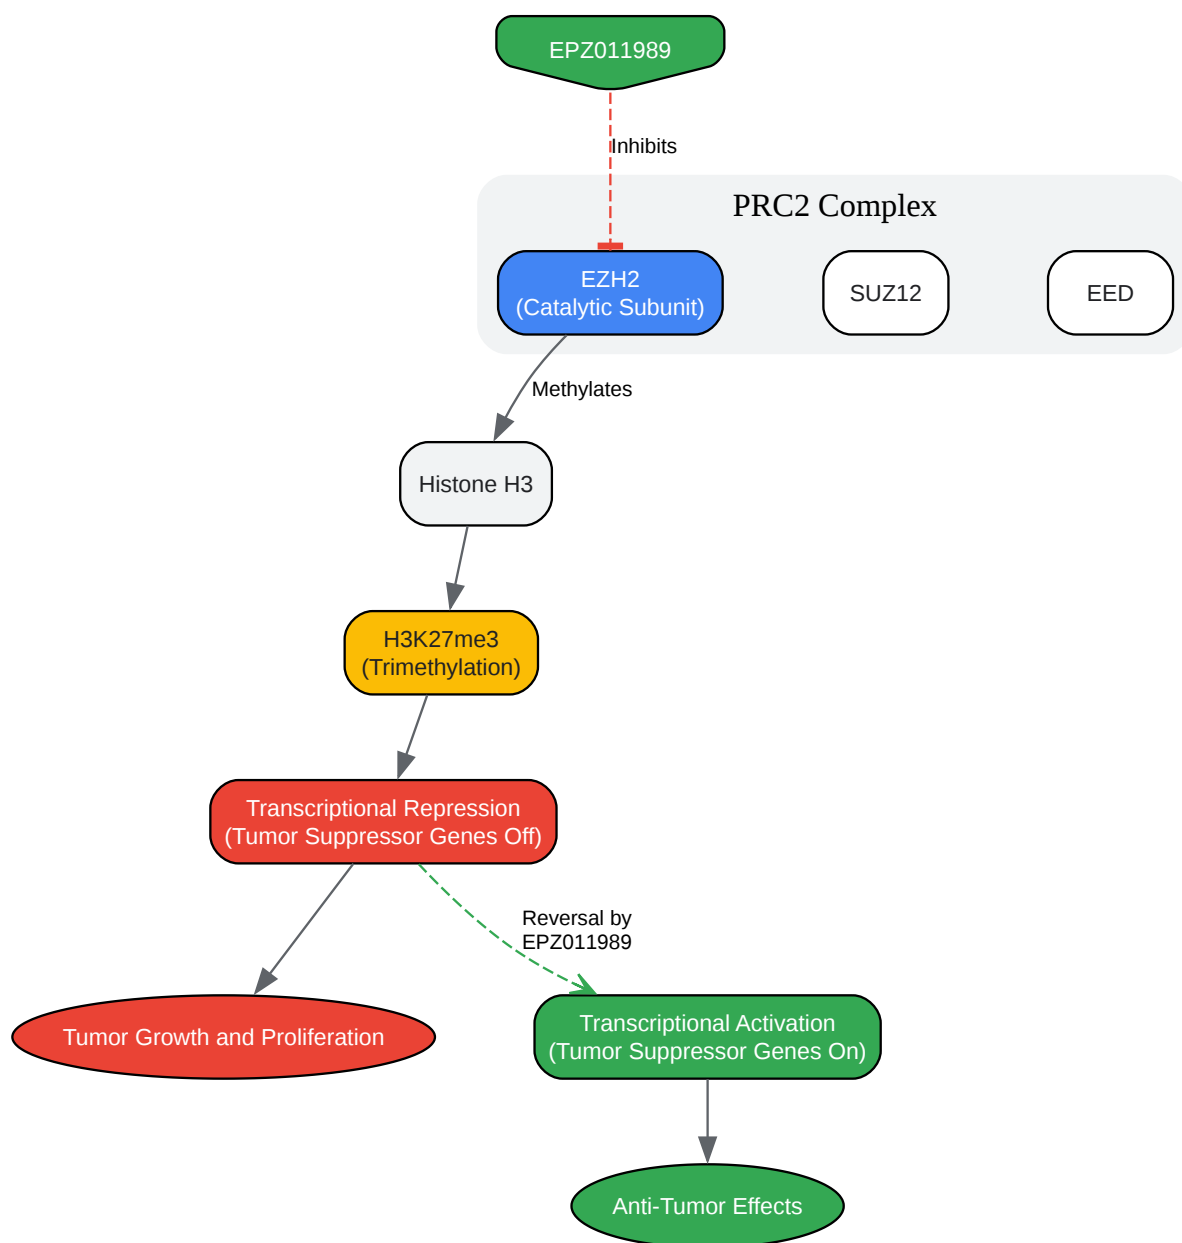 EPZ011989
Inhibits
PRC2 Complex
EZH2
(Catalytic Subunit)
SUZ12
EED
Methylates
Histone H3
H3K27me3
(Trimethylation)
Transcriptional Repression
(Tumor Suppressor Genes Off)
Reversal by
EPZ011989
Tumor Growth and Proliferation
Transcriptional Activation
(Tumor Suppressor Genes On)
Anti-Tumor Effects